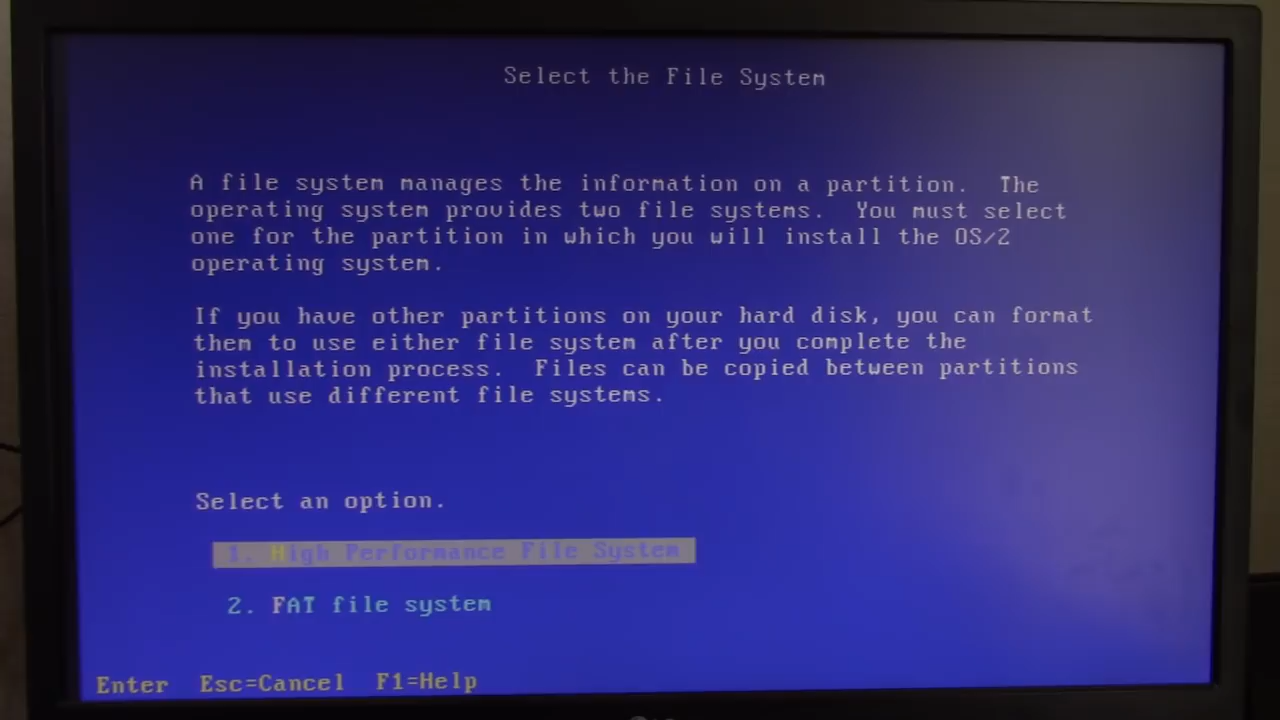 Select the File System
A file system manages the information on a partition. The
operating system provides two file systems. You must select
one for the partition in which you will install the OS/2
operating system.
If you have other partitions on your hard disk, you can format
them to use either file system after you complete the
installation process. Files can be copied between partitions
that use different file systems.
Select an option.
1. High Performance File System
2. FAT file system
Enter Esc=Cancel F1=Help